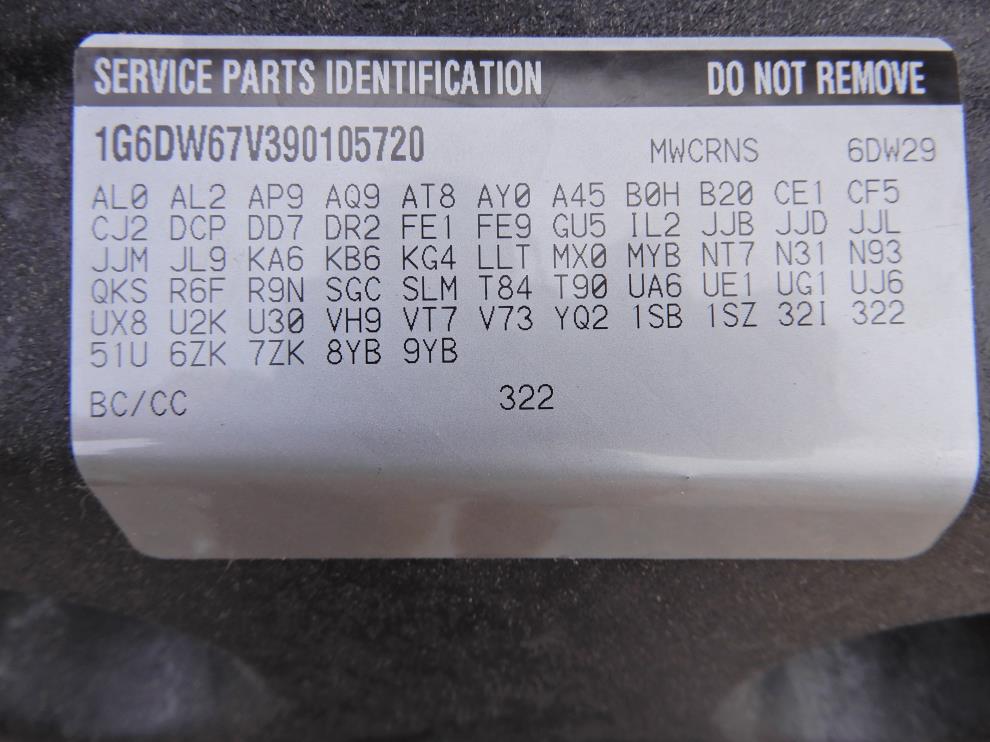 SERVICE PARTS IDENTIFICATION DO NOT REMOVE
1G6DW67V390105720 MWCRNS 6DW29
AL0 AL2 AP9 AQ9 AT8 AY0 A45 B0H B20 CE1 CF5
CJ2 DCP DD7 DR2 FE1 FE9 GU5 IL2 JJB JJD JJL
JJM JL9 KA6 KB6 KG4 LLT MX0 MYB NT7 N31 N93
QKS R6F R9N SGC SLM T84 T90 UA6 UE1 UG1 UJ6
UX8 U2K U30 VH9 VT7 V73 YQ2 1SB 1SZ 32I 322
51U 6ZK 7ZK 8YB 9YB
BC/CC 322